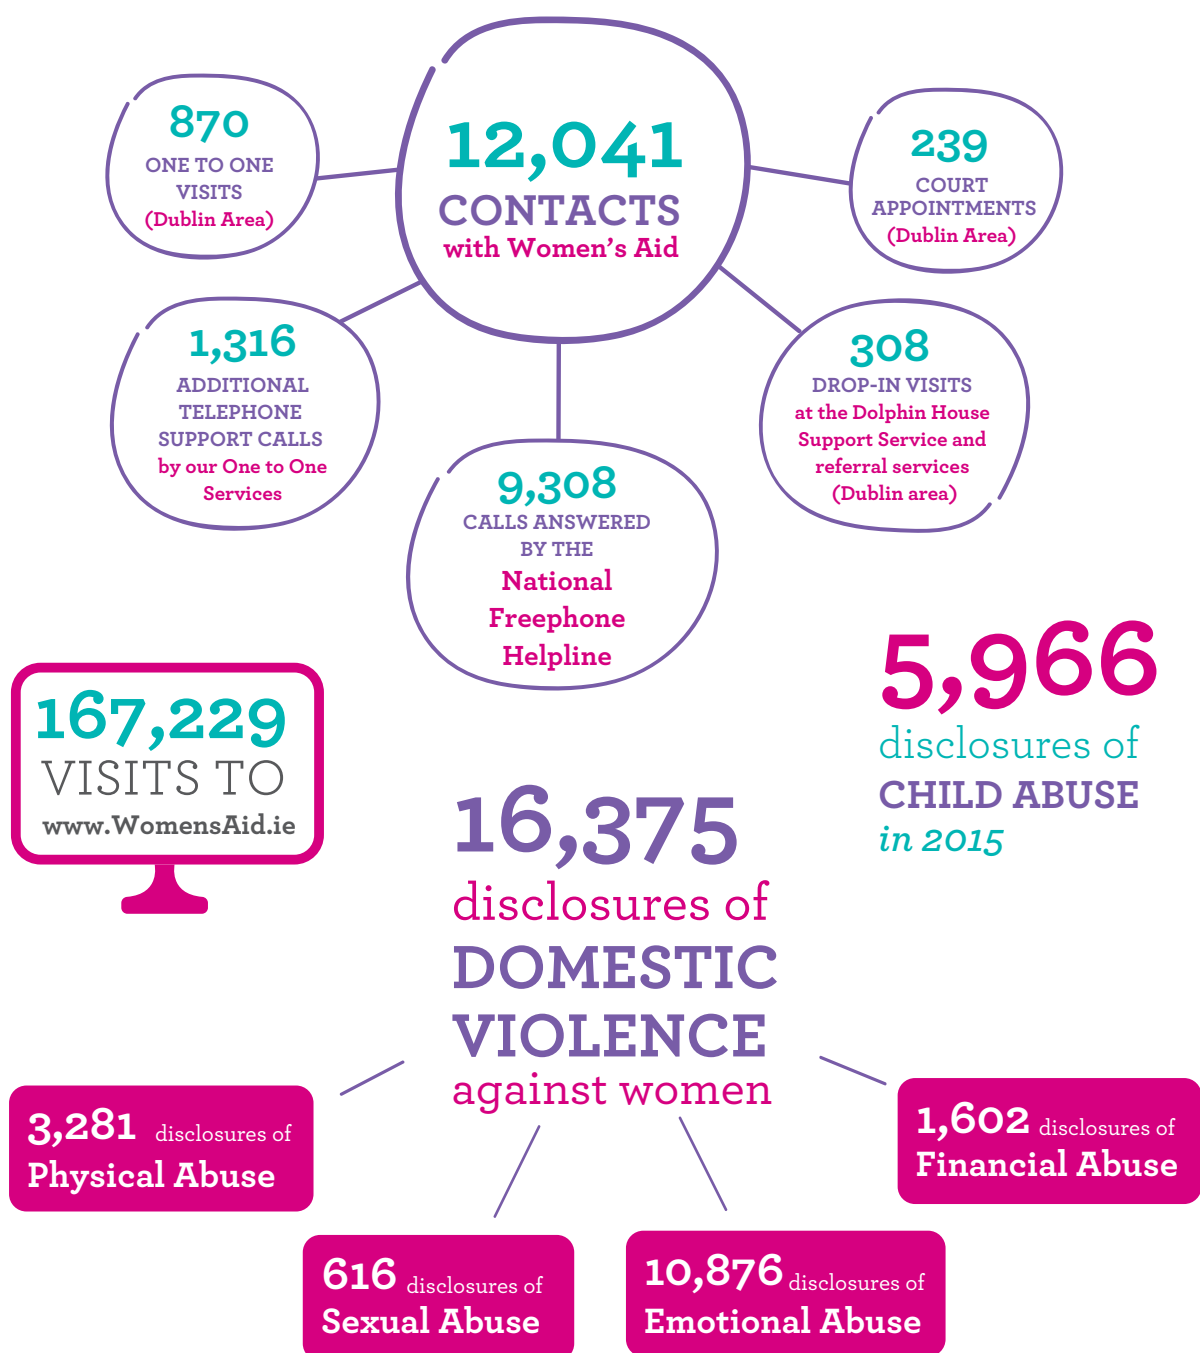 12,041
CONTACTS
with Women's Aid
870
ONE TO ONE
VISITS
(Dublin Area)
239
COURT
APPOINTMENTS
(Dublin Area)
1,316
ADDITIONAL
TELEPHONE
SUPPORT CALLS
by our One to One
Services
308
DROP-IN VISITS
at the Dolphin House
Support Service and
referral services
(Dublin area)
9,308
CALLS ANSWERED
BY THE
National
Freephone
Helpline
5,966
disclosures of
CHILD ABUSE
in 2015
167,229
VISITS TO
www.WomensAid.ie
16,375
disclosures of
DOMESTIC
VIOLENCE
against women
3,281 disclosures of
Physical Abuse
616 disclosures of
Sexual Abuse
10,876 disclosures of
Emotional Abuse
1,602 disclosures of
Financial Abuse